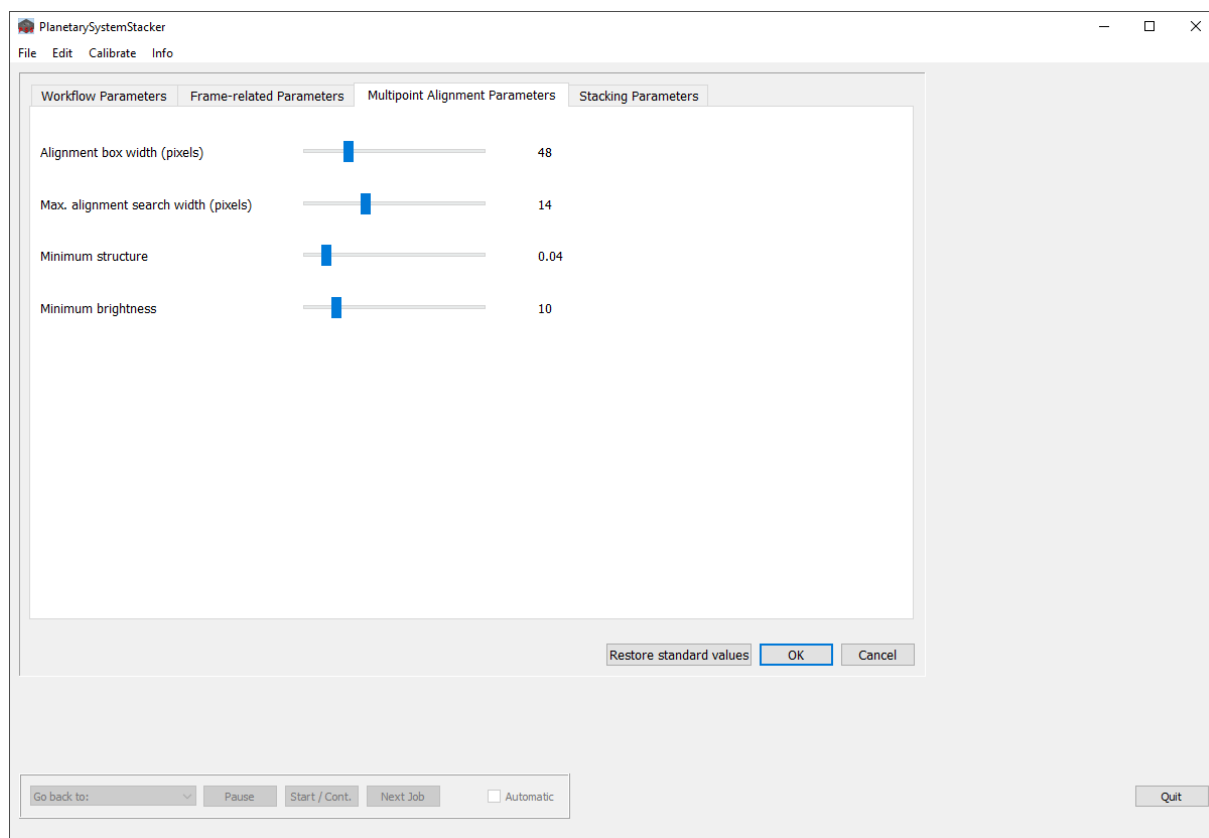 PlanetarySystemStacker
File Edit Calibrate Info
Workflow Parameters Frame-related Parameters Multipoint Alignment Parameters Stacking Parameters
Alignment box width (pixels) 48
Max. alignment search width (pixels) 14
Minimum structure 0.04
Minimum brightness 10
Restore standard values OK Cancel
Go back to: Pause Start / Cont. Next Job Automatic Quit